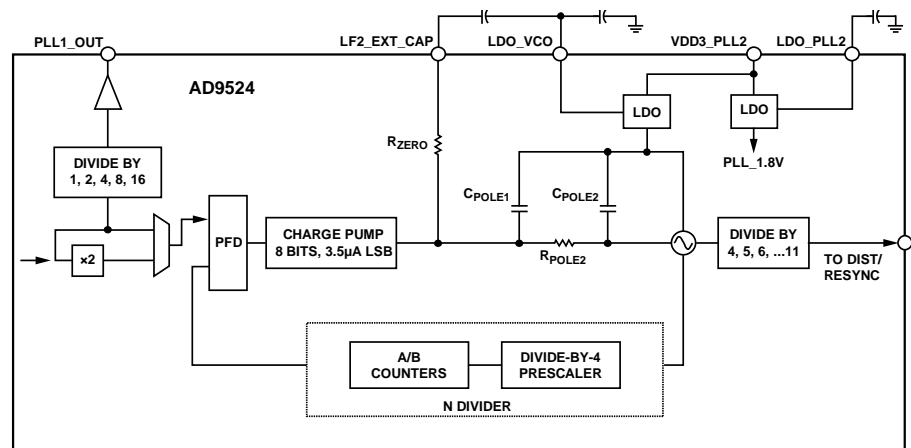 PLL1_OUT
LF2_EXT_CAP
LDO_VCO
VDD3_PLL2
LDO_PLL2
AD9524
LDO
LDO
RZERO
DIVIDE BY
1, 2, 4, 8, 16
PLL_1.8V
CPOLE1
CPOLE2
PFD
CHARGE PUMP
8 BITS, 3.5µA LSB
DIVIDE BY
4, 5, 6, ...11
×2
RPOLE2
TO DIST/
RESYNC
A/B
COUNTERS
DIVIDE-BY-4
PRESCALER
N DIVIDER